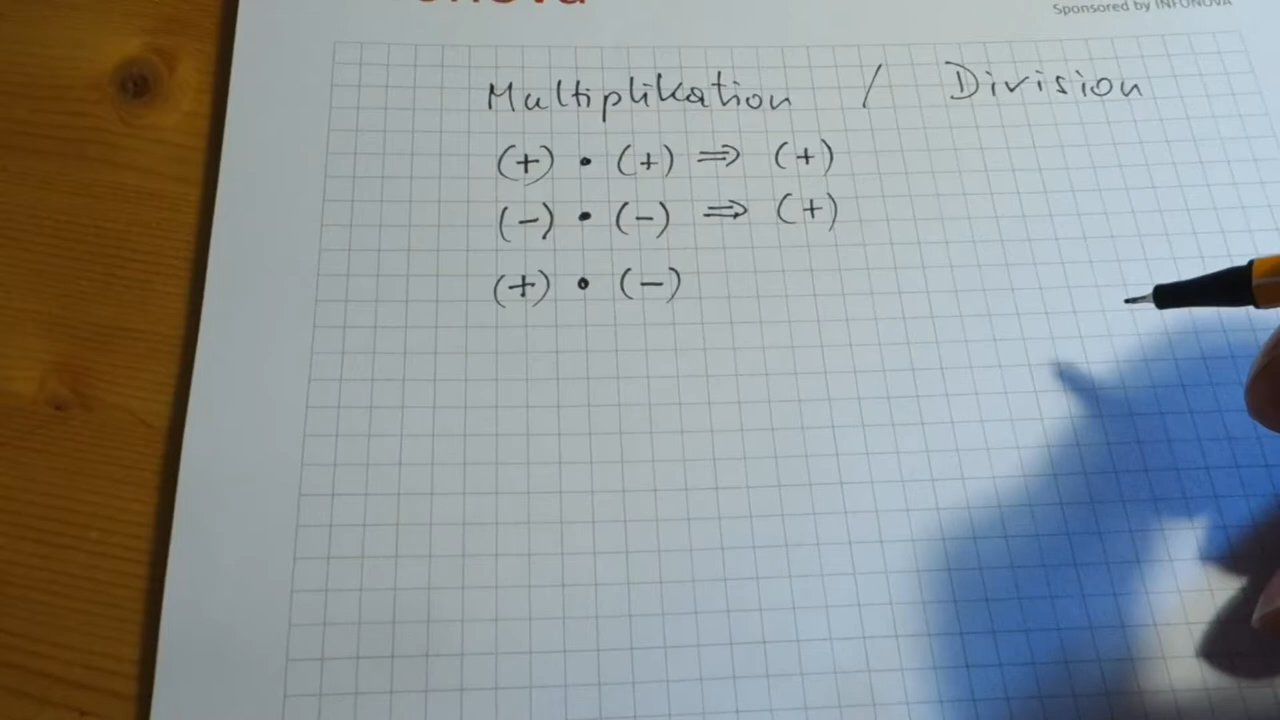 Sponsored by INFONOVA
Multiplikation / Division
(+) • (+) ⇒ (+)
(-) • (-) ⇒ (+)
(+) • (-)